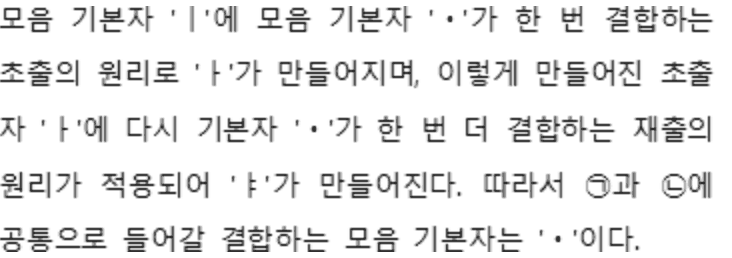 모음 기본자 'ㅣ'에 모음 기본자 '•'가 한 번 결합하는
초출의 원리로 'ㅏ'가 만들어지며, 이렇게 만들어진 초출
자 'ㅏ'에 다시 기본자 '•'가 한 번 더 결합하는 재출의
원리가 적용되어 'ㅑ'가 만들어진다. 따라서 ㉠과 ㉡에
공통으로 들어갈 결합하는 모음 기본자는 '•'이다.